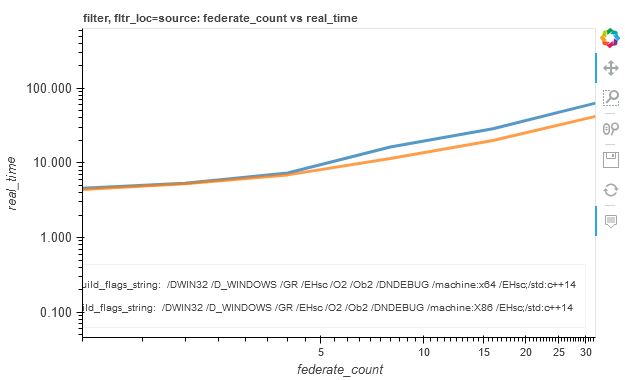 filter, fltr_loc=source: federate_count vs real_time
100.000
10.000
1.000
0.100
real_time
uild_flags_string: /DWIN32 /D_WINDOWS /GR /EHsc /O2 /Ob2 /DNDEBUG /machine:x64 /EHsc;/std:c++14
ild_flags_string: /DWIN32 /D_WINDOWS /GR /EHsc /O2 /Ob2 /DNDEBUG /machine:X86 /EHsc;/std:c++14
5 10 15 20 25 30
federate_count